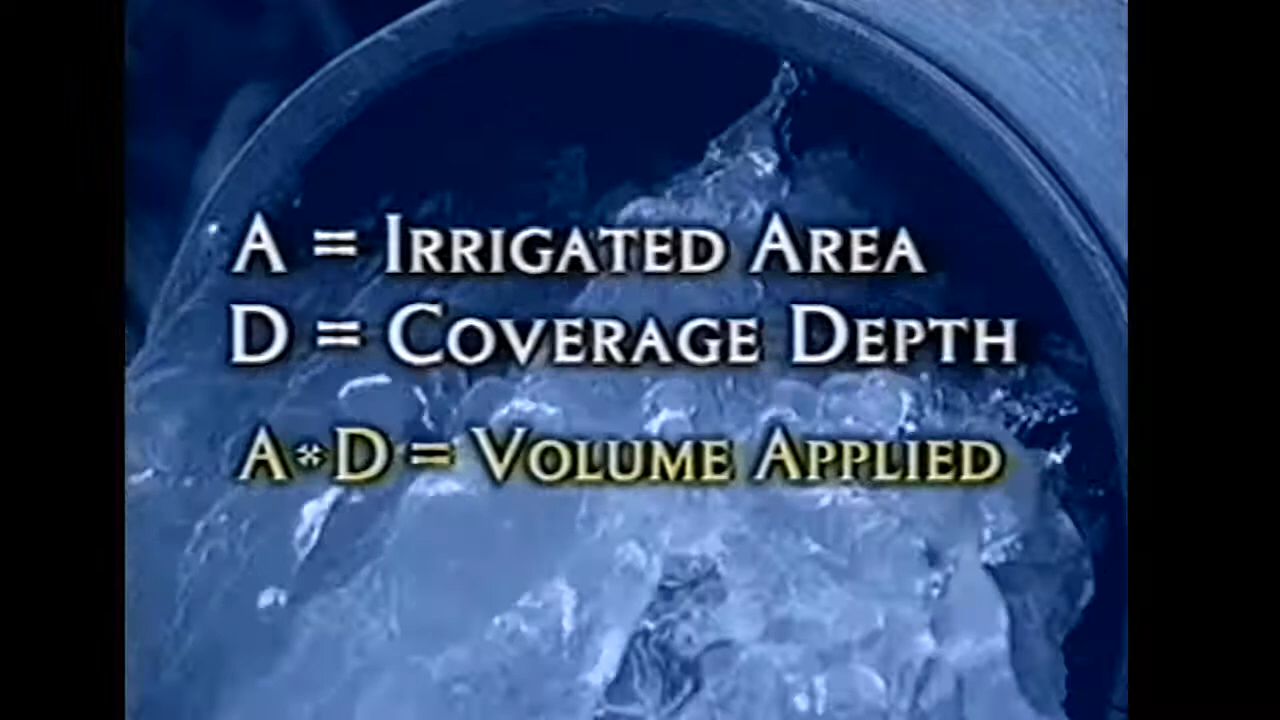 A = Irrigated Area
D = Coverage Depth
A*D = Volume Applied